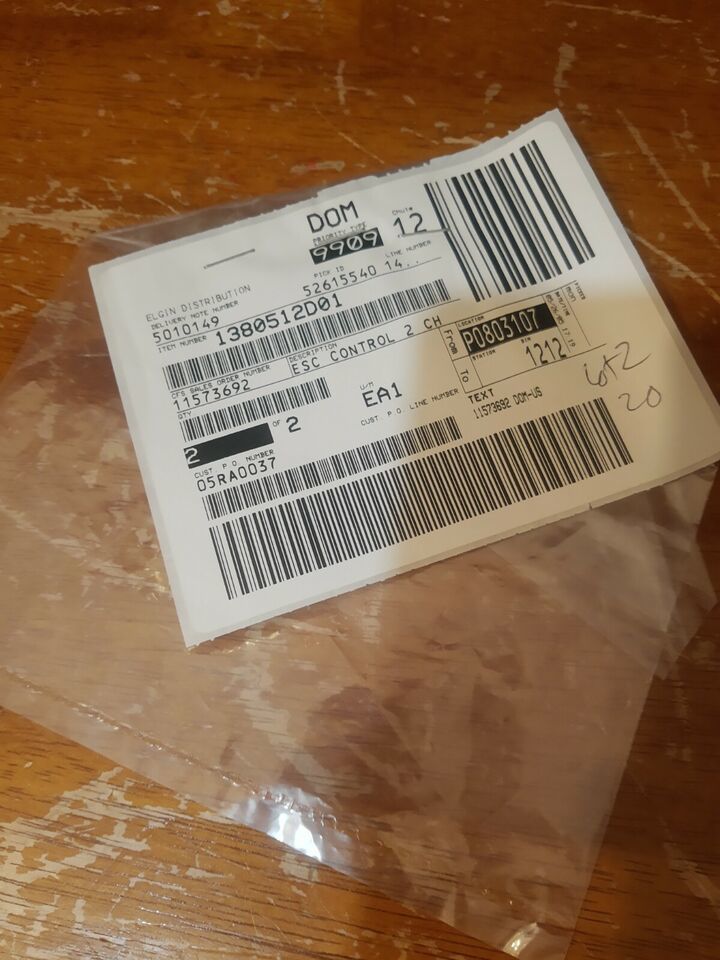 DOM
PRIORITY TYPE
9909
Chute
12
PICK ID
52615540
LINE NUMBER
14..
ELGIN DISTRIBUTION
DELIVERY NOTE NUMBER
5010149
ITEM NUMBER 1380512D01
CFS SALES ORDER NUMBER
11573692
DESCRIPTION
ESC CONTROL 2 CH
From
LOCATION
P0803107
To
STATION
BIN
1212
QTY
2 OF 2
U/M
EA1
CUST. P.O. NUMBER
05RA0037
CUST. P.O. LINE NUMBER
TEXT
11573692 DOM-US
20